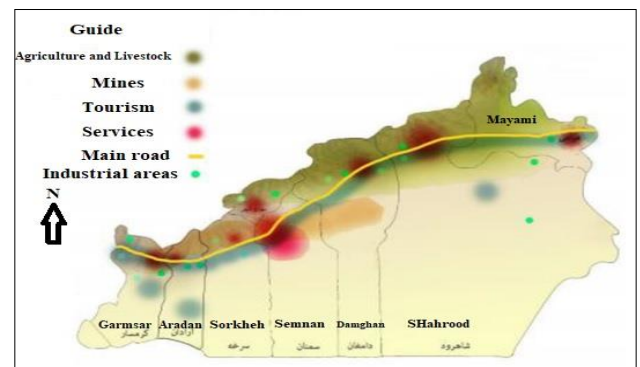 Guide
Agriculture and Livestock
Mines
Tourism
Services
Main road
Industrial areas
N
Mayami
Garmsar Aradan Sorkheh Semnan Damghan SHahrood
گرمسار آرادان سرخه سمنان دامغان شاهرود